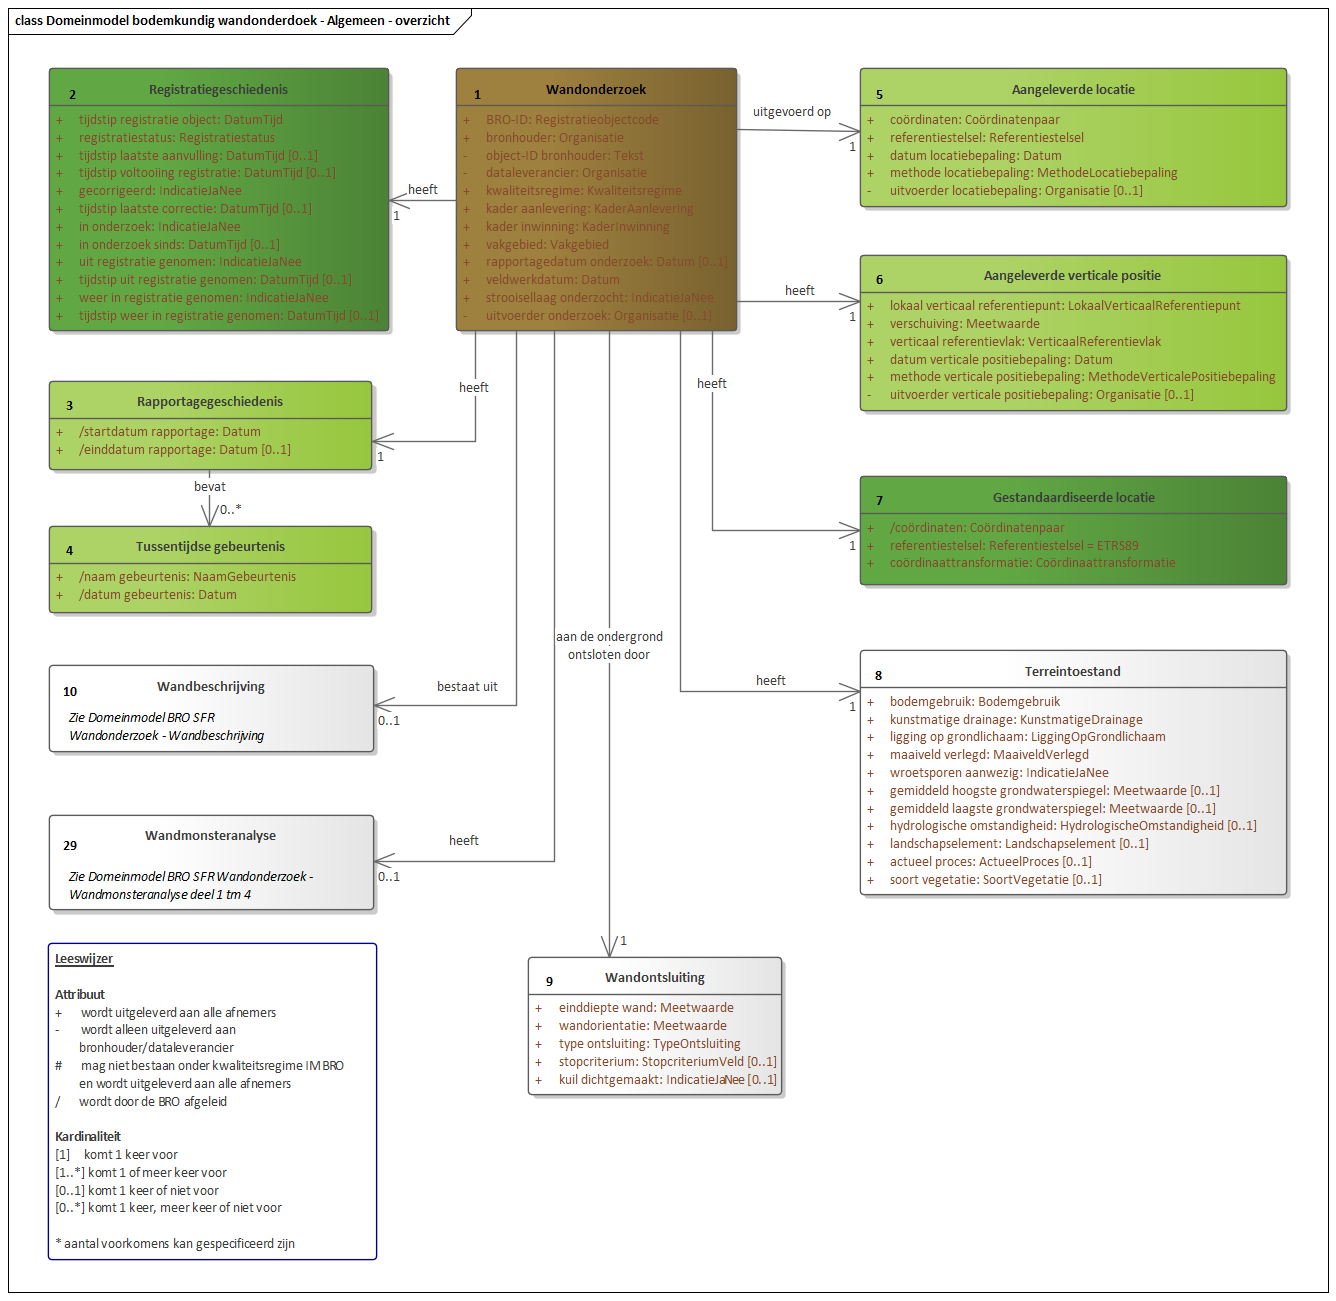 class Domeinmodel bodemkundig wandonderdoek - Algemeen - overzicht
2
Registratiegeschiedenis
+ tijdstip registratie object: DatumTijd
+ registratiestatus: Registratiestatus
+ tijdstip laatste aanvulling: DatumTijd [0..1]
+ tijdstip voltooiing registratie: DatumTijd [0..1]
+ gecorrigeerd: IndicatieJaNee
+ tijdstip laatste correctie: DatumTijd [0..1]
+ in onderzoek: IndicatieJaNee
+ in onderzoek sinds: DatumTijd [0..1]
+ uit registratie genomen: IndicatieJaNee
+ tijdstip uit registratie genomen: DatumTijd [0..1]
+ weer in registratie genomen: IndicatieJaNee
+ tijdstip weer in registratie genomen: DatumTijd [0..1]
heeft
1
1
Wandonderzoek
+ BRO-ID: Registratieobjectcode
+ bronhouder: Organisatie
- object-ID bronhouder: Tekst
- dataleverancier: Organisatie
+ kwaliteitsregime: Kwaliteitsregime
+ kader aanlevering: KaderAanlevering
+ kader inwinning: KaderInwinning
+ vakgebied: Vakgebied
+ rapportagedatum onderzoek: Datum [0..1]
+ veldwerkdatum: Datum
+ strooisellaag onderzocht: IndicatieJaNee
- uitvoerder onderzoek: Organisatie [0..1]
uitgevoerd op
1
5
Aangeleverde locatie
+ coördinaten: Coördinatenpaar
+ referentiestelsel: Referentiestelsel
+ datum locatiebepaling: Datum
+ methode locatiebepaling: MethodeLocatiebepaling
- uitvoerder locatiebepaling: Organisatie [0..1]
heeft
1
6
Aangeleverde verticale positie
+ lokaal verticaal referentiepunt: LokaalVerticaalReferentiepunt
+ verschuiving: Meetwaarde
+ verticaal referentievlak: VerticaalReferentievlak
+ datum verticale positiebepaling: Datum
+ methode verticale positiebepaling: MethodeVerticalePositiebepaling
- uitvoerder verticale positiebepaling: Organisatie [0..1]
heeft
1
3
Rapportagegeschiedenis
+ /startdatum rapportage: Datum
+ /einddatum rapportage: Datum [0..1]
bevat
0..*
4
Tussentijdse gebeurtenis
+ /naam gebeurtenis: NaamGebeurtenis
+ /datum gebeurtenis: Datum
heeft
1
7
Gestandaardiseerde locatie
+ /coördinaten: Coördinatenpaar
+ referentiestelsel: Referentiestelsel = ETRS89
+ coördinaattransformatie: Coördinaattransformatie
aan de ondergrond
ontsloten door
1
bestaat uit
0..1
10
Wandbeschrijving
Zie Domeinmodel BRO SFR
Wandonderzoek - Wandbeschrijving
heeft
1
8
Terreintoestand
+ bodemgebruik: Bodemgebruik
+ kunstmatige drainage: KunstmatigeDrainage
+ ligging op grondlichaam: LiggingOpGrondlichaam
+ maaiveld verlegd: MaaiveldVerlegd
+ wroetsporen aanwezig: IndicatieJaNee
+ gemiddeld hoogste grondwaterspiegel: Meetwaarde [0..1]
+ gemiddeld laagste grondwaterspiegel: Meetwaarde [0..1]
+ hydrologische omstandigheid: HydrologischeOmstandigheid [0..1]
+ landschapselement: Landschapselement [0..1]
+ actueel proces: ActueelProces [0..1]
+ soort vegetatie: SoortVegetatie [0..1]
heeft
0..1
29
Wandmonsteranalyse
Zie Domeinmodel BRO SFR Wandonderzoek -
Wandmonsteranalyse deel 1 tm 4
9
Wandontsluiting
+ einddiepte wand: Meetwaarde
+ wandorientatie: Meetwaarde
+ type ontsluiting: TypeOntsluiting
+ stopcriterium: StopcriteriumVeld [0..1]
+ kuil dichtgemaakt: IndicatieJaNee [0..1]
Leeswijzer
Attribuut
+ wordt uitgeleverd aan alle afnemers
- wordt alleen uitgeleverd aan
bronhouder/dataleverancier
# mag niet bestaan onder kwaliteitsregime IMBRO
en wordt uitgeleverd aan alle afnemers
/ wordt door de BRO afgeleid
Kardinaliteit
[1] komt 1 keer voor
[1..*] komt 1 of meer keer voor
[0..1] komt 1 keer of niet voor
[0..*] komt 1 keer, meer keer of niet voor
* aantal voorkomens kan gespecificeerd zijn